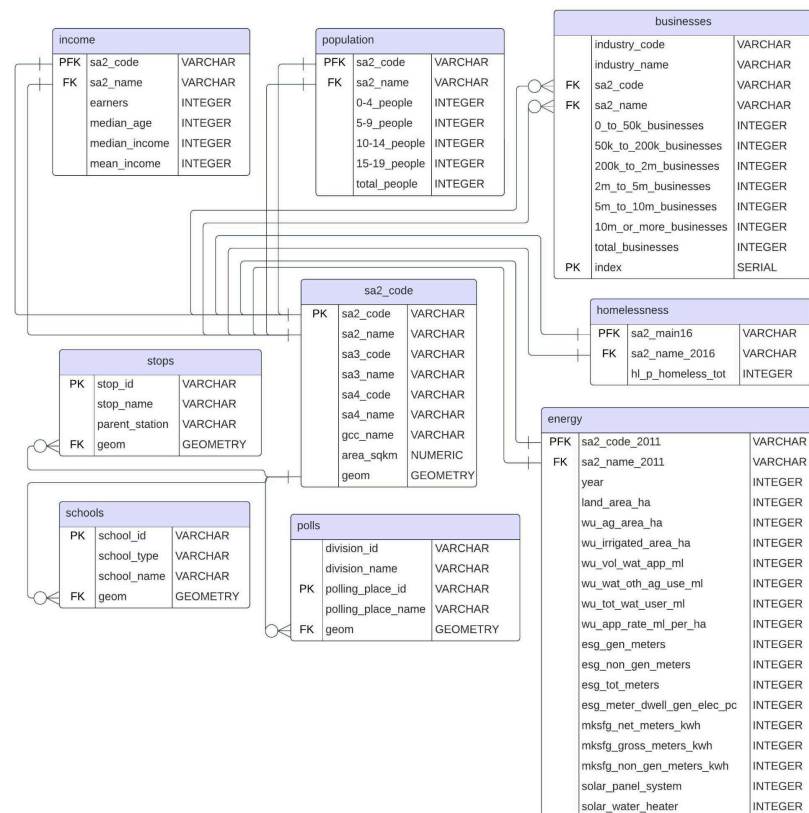 income
PFK sa2_code VARCHAR
FK sa2_name VARCHAR
earners INTEGER
median_age INTEGER
median_income INTEGER
mean_income INTEGER
population
PFK sa2_code VARCHAR
FK sa2_name VARCHAR
0-4_people INTEGER
5-9_people INTEGER
10-14_people INTEGER
15-19_people INTEGER
total_people INTEGER
businesses
industry_code VARCHAR
industry_name VARCHAR
FK sa2_code VARCHAR
FK sa2_name VARCHAR
0_to_50k_businesses INTEGER
50k_to_200k_businesses INTEGER
200k_to_2m_businesses INTEGER
2m_to_5m_businesses INTEGER
5m_to_10m_businesses INTEGER
10m_or_more_businesses INTEGER
total_businesses INTEGER
PK index SERIAL
sa2_code
PK sa2_code VARCHAR
sa2_name VARCHAR
sa3_code VARCHAR
sa3_name VARCHAR
sa4_code VARCHAR
sa4_name VARCHAR
gcc_name VARCHAR
area_sqkm NUMERIC
geom GEOMETRY
homelessness
PFK sa2_main16 VARCHAR
FK sa2_name_2016 VARCHAR
hl_p_homeless_tot INTEGER
stops
PK stop_id VARCHAR
stop_name VARCHAR
parent_station VARCHAR
FK geom GEOMETRY
schools
PK school_id VARCHAR
school_type VARCHAR
school_name VARCHAR
FK geom GEOMETRY
polls
division_id VARCHAR
division_name VARCHAR
PK polling_place_id VARCHAR
polling_place_name VARCHAR
FK geom GEOMETRY
energy
PFK sa2_code_2011 VARCHAR
FK sa2_name_2011 VARCHAR
year INTEGER
land_area_ha INTEGER
wu_ag_area_ha INTEGER
wu_irrigated_area_ha INTEGER
wu_vol_wat_app_ml INTEGER
wu_wat_oth_ag_use_ml INTEGER
wu_tot_wat_user_ml INTEGER
wu_app_rate_ml_per_ha INTEGER
esg_gen_meters INTEGER
esg_non_gen_meters INTEGER
esg_tot_meters INTEGER
esg_meter_dwell_gen_elec_pc INTEGER
mksfg_net_meters_kwh INTEGER
mksfg_gross_meters_kwh INTEGER
mksfg_non_gen_meters_kwh INTEGER
solar_panel_system INTEGER
solar_water_heater INTEGER